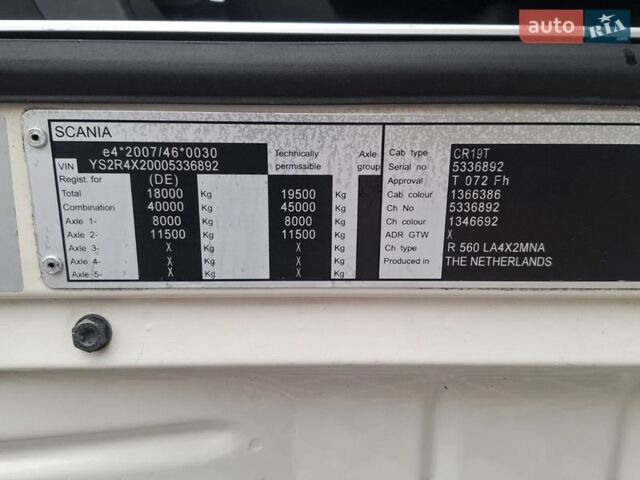 auto RIA.com
SCANIA
e4*2007/46*0030
VIN YS2R4X20005336892
Technically permissible
Axle group
Regist. for (DE)
Total 18000 Kg 19500 Kg
Combination 40000 Kg 45000 Kg
Axle 1- 8000 Kg 8000 Kg
Axle 2- 11500 Kg 11500 Kg
Axle 3- X Kg X Kg
Axle 4- X Kg X Kg
Axle 5- X Kg X Kg
Cab type CR19T
Serial no. 5336892
Approval T 072 Fh
Cab colour 1366386
Ch No 5336892
Ch colour 1346692
ADR GTW X
Ch type R 560 LA4X2MNA
Produced in THE NETHERLANDS